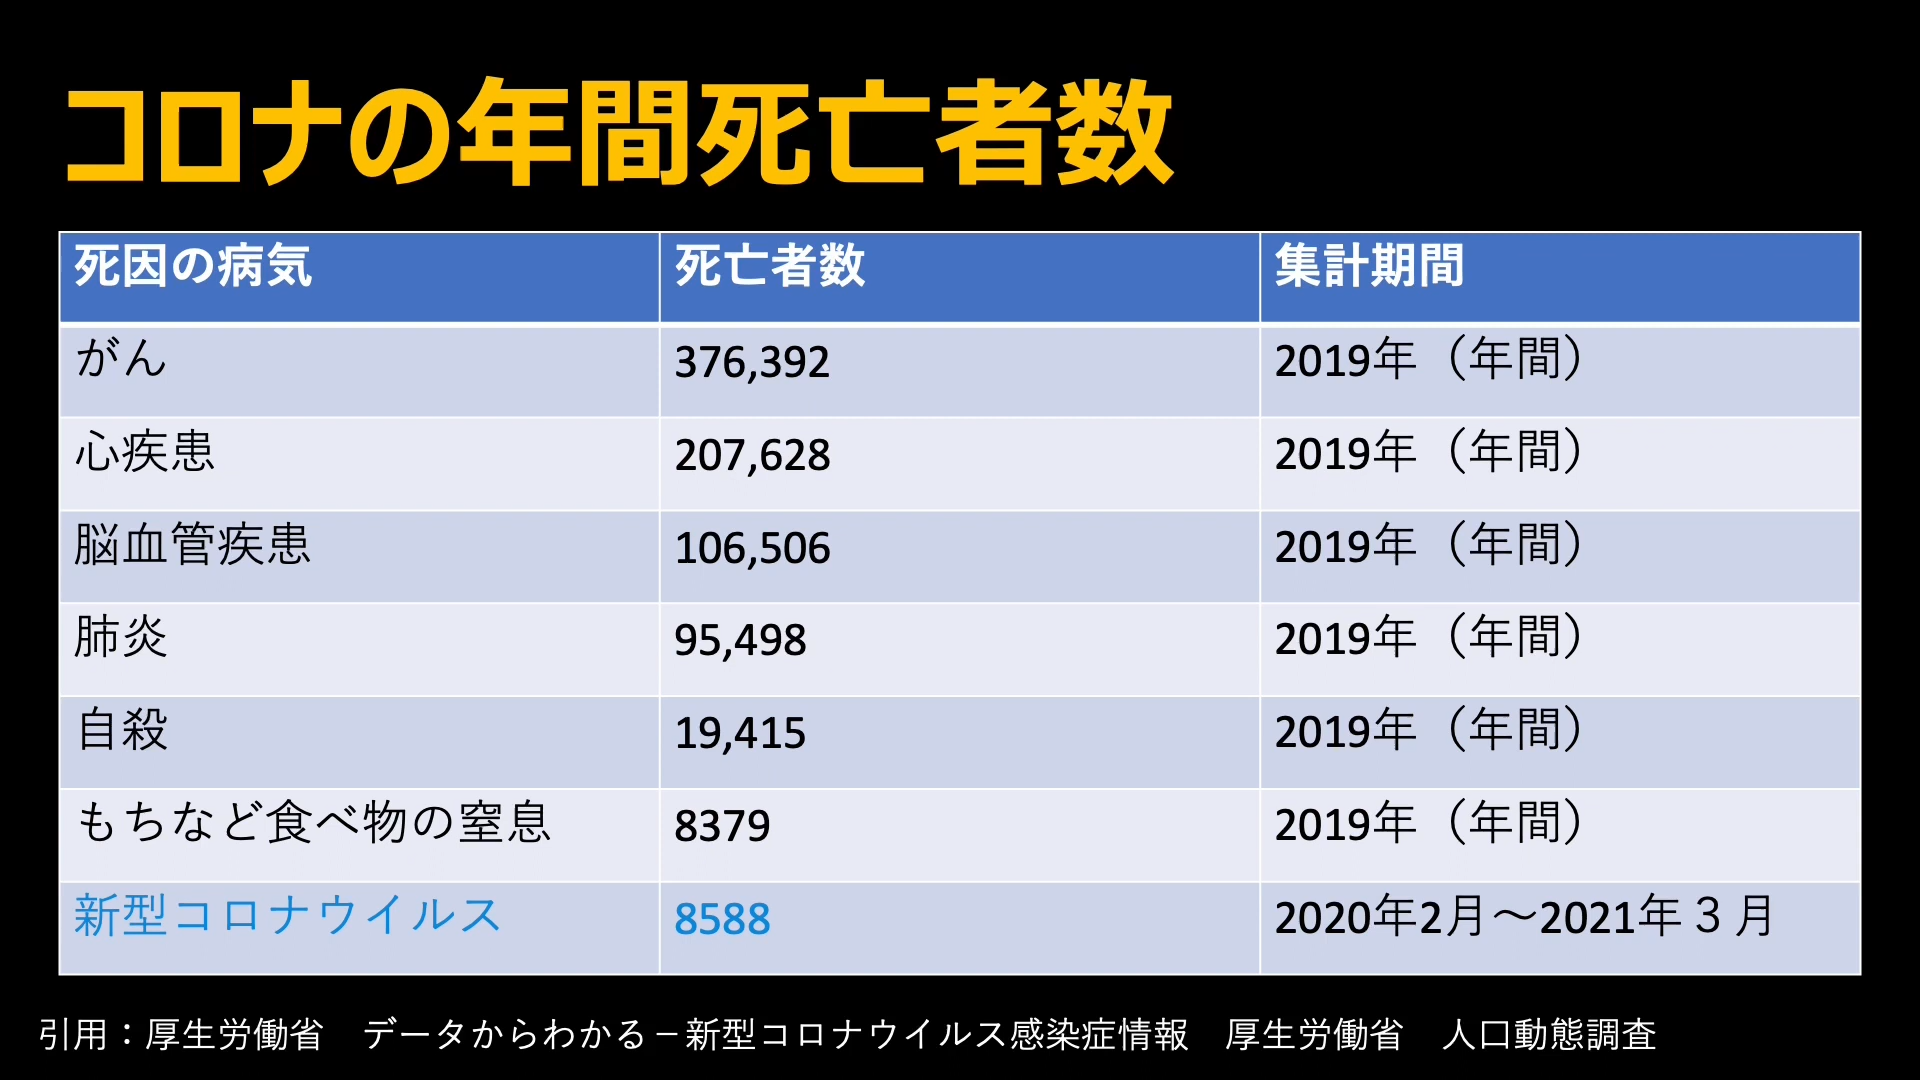 コロナの年間死亡者数
死因の病気 死亡者数 集計期間
がん 376,392 2019年（年間）
心疾患 207,628 2019年（年間）
脳血管疾患 106,506 2019年（年間）
肺炎 95,498 2019年（年間）
自殺 19,415 2019年（年間）
もちなど食べ物の窒息 8379 2019年（年間）
新型コロナウイルス 8588 2020年2月～2021年３月
引用：厚生労働省　データからわかる－新型コロナウイルス感染症情報　厚生労働省　人口動態調査